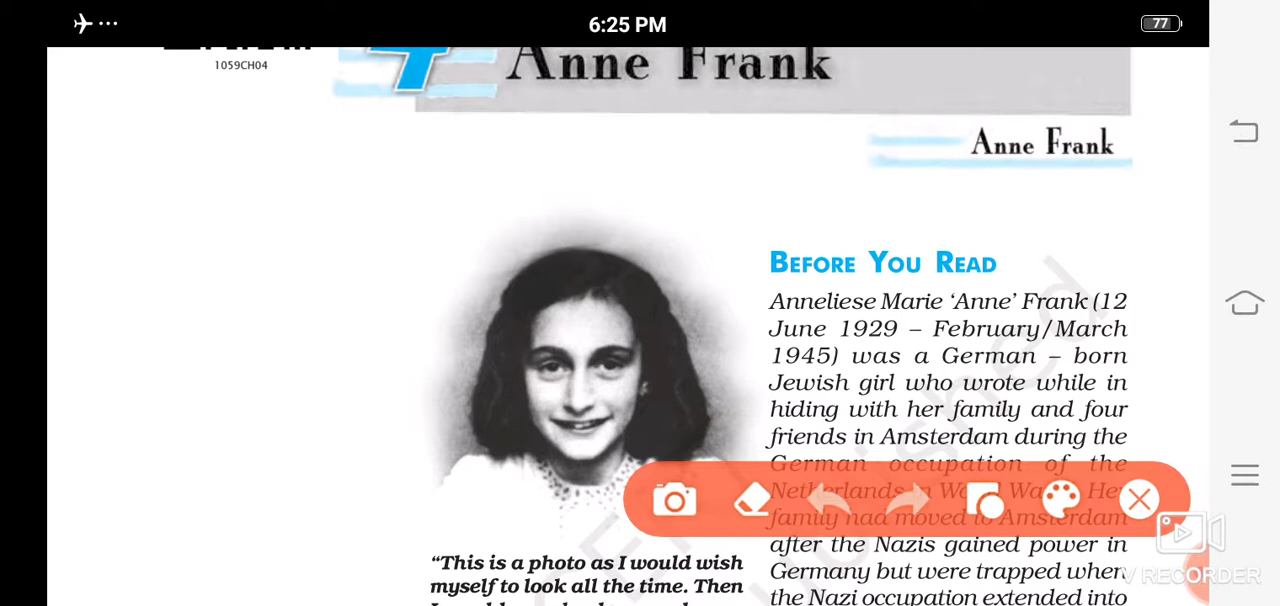 6:25 PM
77
1059CH04
Anne Frank
Anne Frank
BEFORE YOU READ
Anneliese Marie ‘Anne’ Frank (12
June 1929 – February/March
1945) was a German – born
Jewish girl who wrote while in
hiding with her family and four
friends in Amsterdam during the
German occupation of the
Netherlands in World War Her
family had moved to Amsterdam
after the Nazis gained power in
Germany but were trapped when
the Nazi occupation extended into
“This is a photo as I would wish
myself to look all the time. Then
V RECORDER